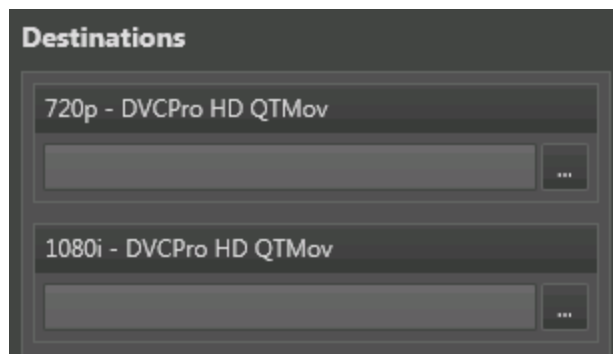 Destinations
720p - DVCPro HD QTMov
...
1080i - DVCPro HD QTMov
...